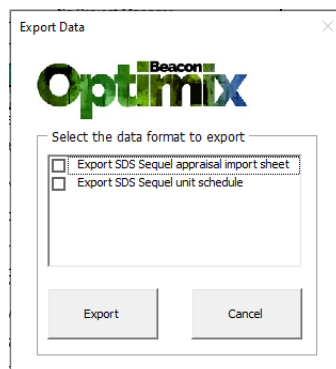 Export Data
Beacon
Optimix
Select the data format to export
Export SDS Sequel appraisal import sheet
Export SDS Sequel unit schedule
Export
Cancel